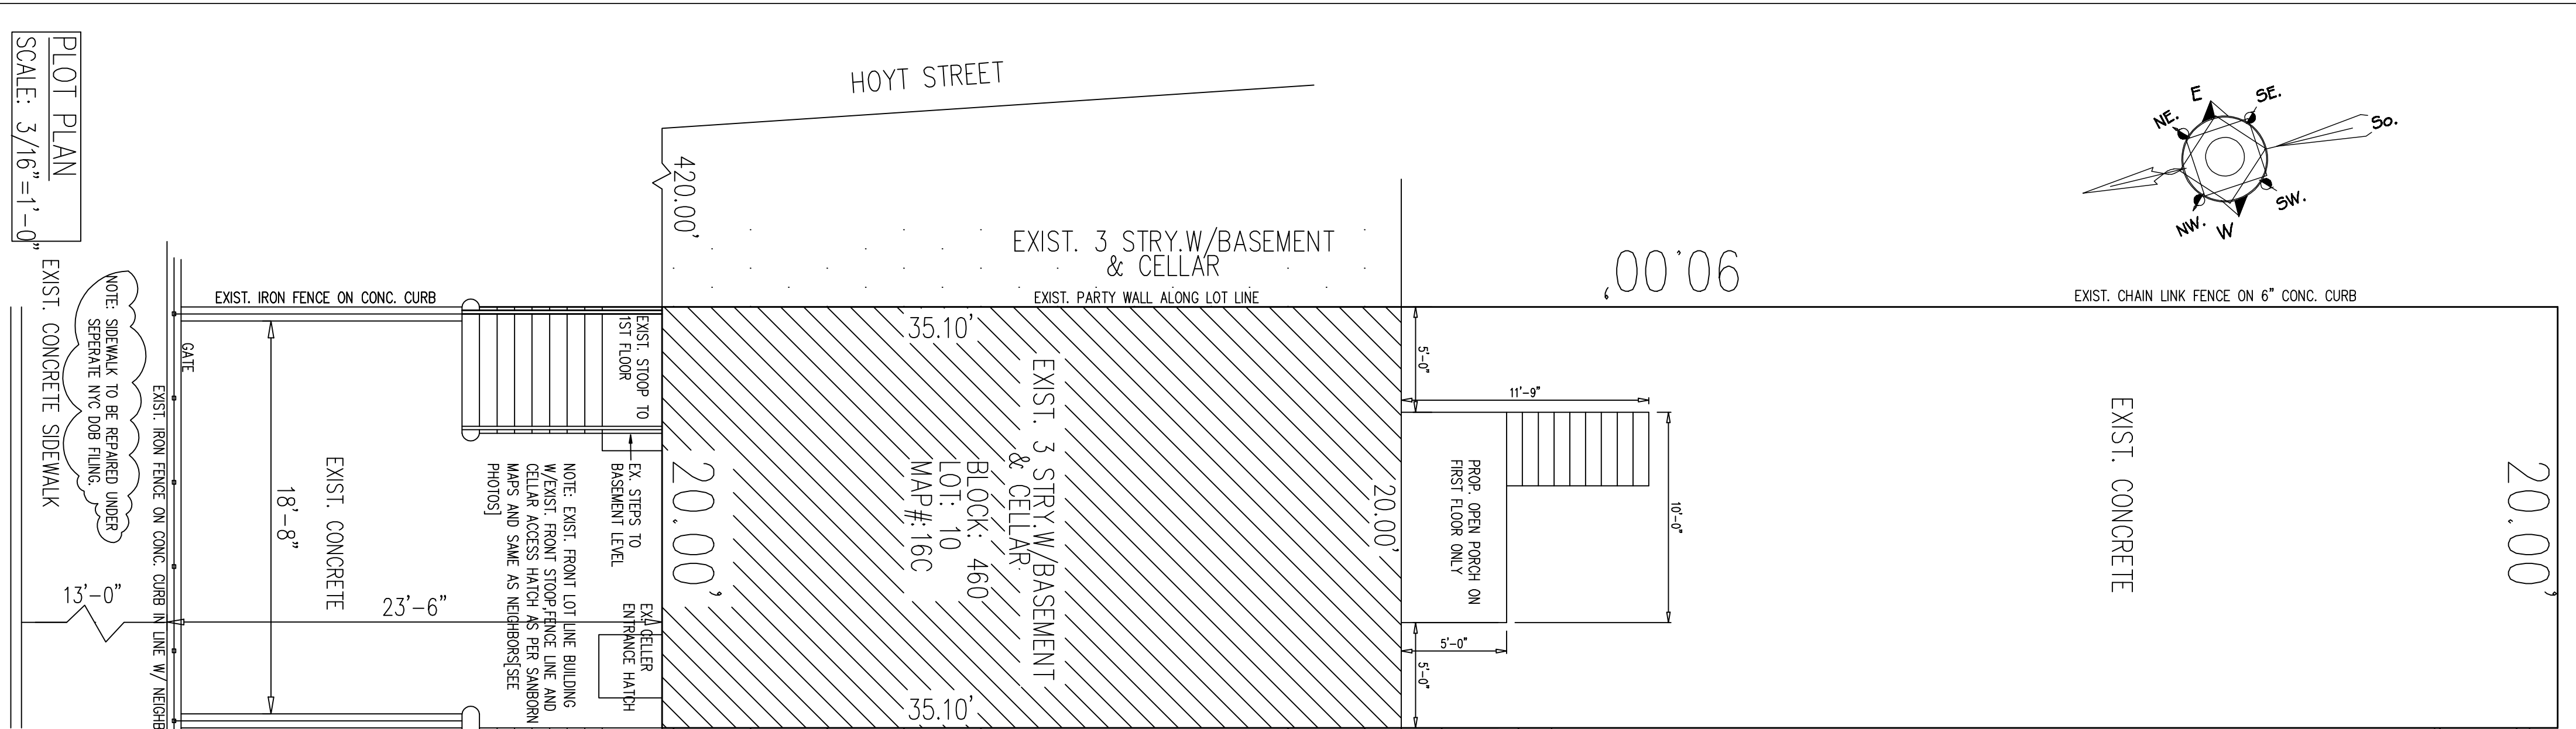 PLOT PLAN
SCALE: 3/16"=1'-0"
HOYT STREET
420.00'
EXIST. 3 STRY.W/BASEMENT
& CELLAR
EXIST. PARTY WALL ALONG LOT LINE
90.00'
EXIST. CHAIN LINK FENCE ON 6" CONC. CURB
E
SE.
So.
SW.
W
NW.
NE.
EXIST. IRON FENCE ON CONC. CURB
NOTE: SIDEWALK TO BE REPAIRED UNDER
SEPERATE NYC DOB FILING.
EXIST. CONCRETE SIDEWALK
13'-0"
GATE
EXIST. IRON FENCE ON CONC. CURB IN LINE W/ NEIGHB
18'-8"
EXIST. CONCRETE
23'-6"
EXIST. STOOP TO
1ST FLOOR
EX. STEPS TO
BASEMENT LEVEL
NOTE: EXIST. FRONT LOT LINE BUILDING
W/EXIST. FRONT STOOP,FENCE LINE AND
CELLAR ACCESS HATCH AS PER SANBORN
MAPS AND SAME AS NEIGHBORS[SEE
PHOTOS]
EX. CELLER
ENTRANCE HATCH
20.00'
35.10'
EXIST. 3 STRY.W/BASEMENT
& CELLAR
BLOCK: 460
LOT: 10
MAP#:16C
35.10'
20.00'
5'-0"
11'-9"
PROP. OPEN PORCH ON
FIRST FLOOR ONLY
10'-0"
5'-0"
5'-0"
EXIST. CONCRETE
20.00'